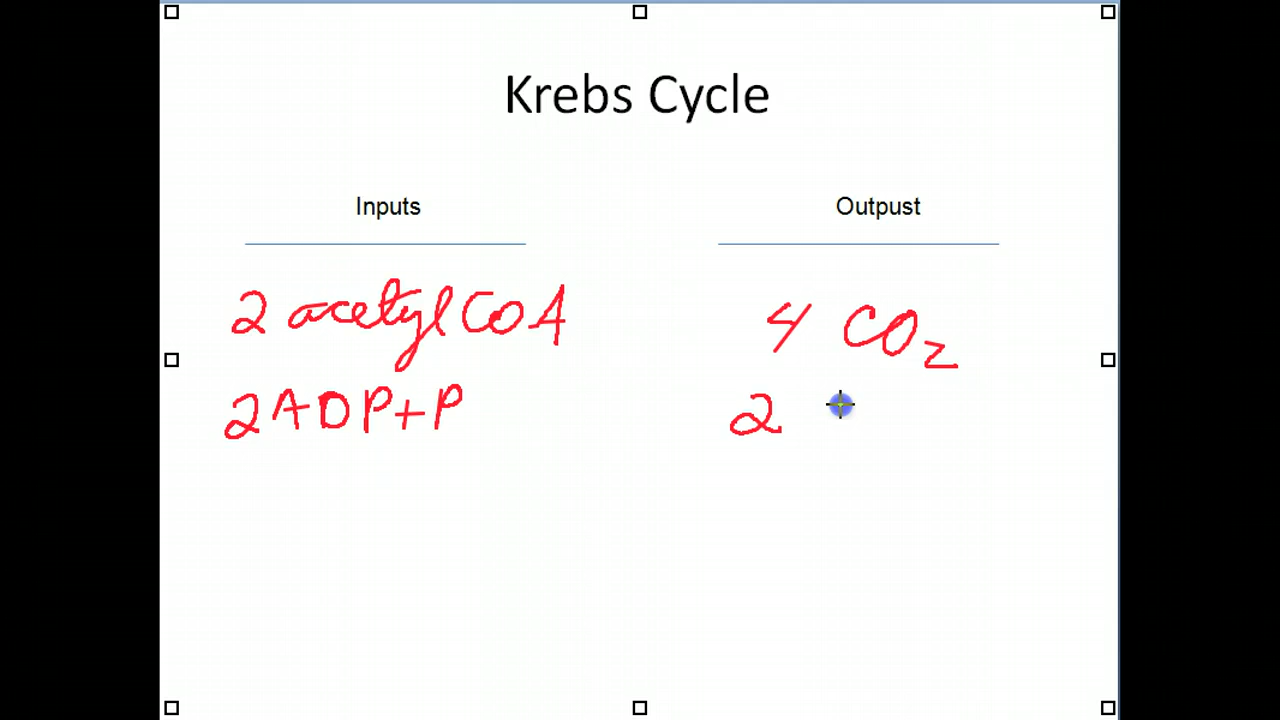 Krebs Cycle
Inputs
Outpust
2 acetyl CoA
4 CO₂
2 ADP+P
2